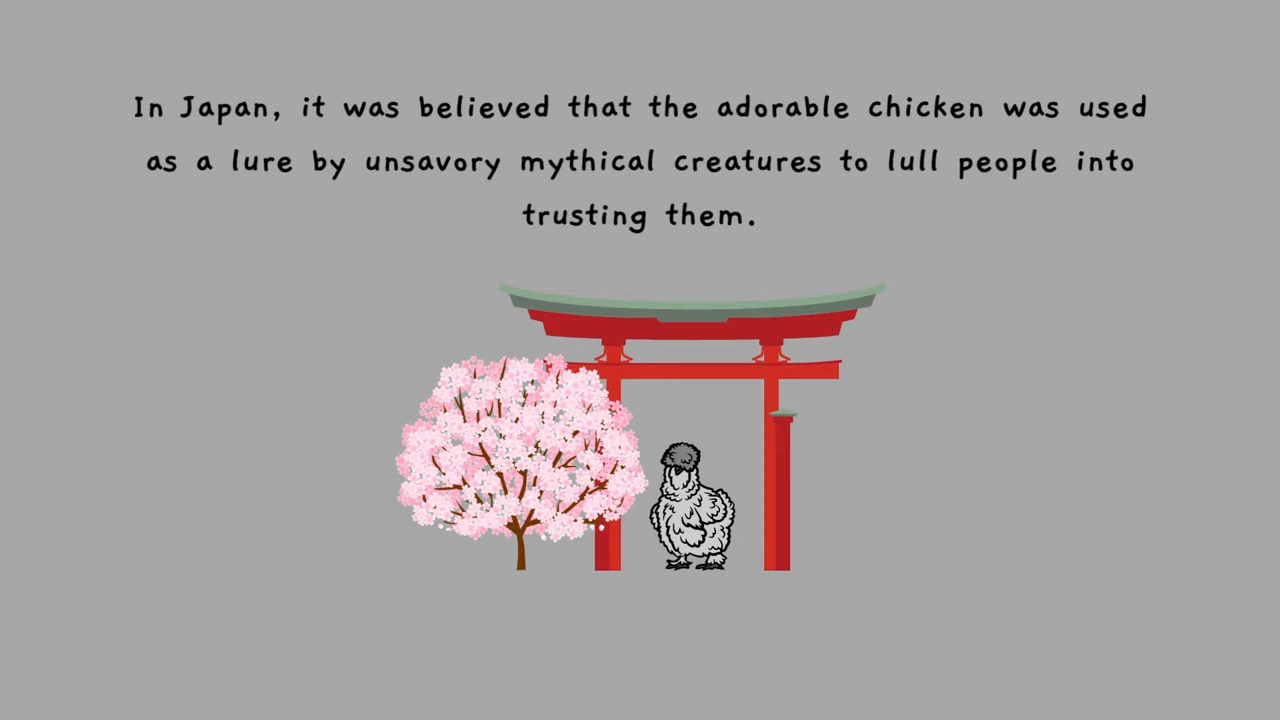 In Japan, it was believed that the adorable chicken was used
as a lure by unsavory mythical creatures to lull people into
trusting them.